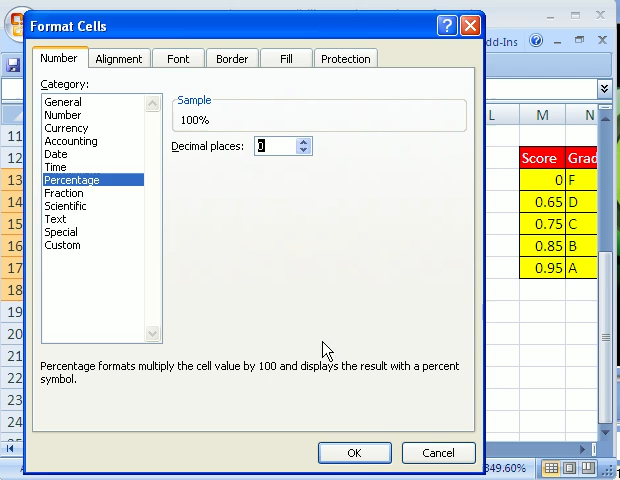 Format Cells
Number Alignment Font Border Fill Protection
Category:
General
Number
Currency
Accounting
Date
Time
Percentage
Fraction
Scientific
Text
Special
Custom
Sample
100%
Decimal places: 0
Percentage formats multiply the cell value by 100 and displays the result with a percent
symbol.
OK Cancel
dd-Ins
L M N
11
12 Score Grad
13 0 F
14 0.65 D
15 0.75 C
16 0.85 B
17 0.95 A
18
19
20
21
22
23
24
349.60%